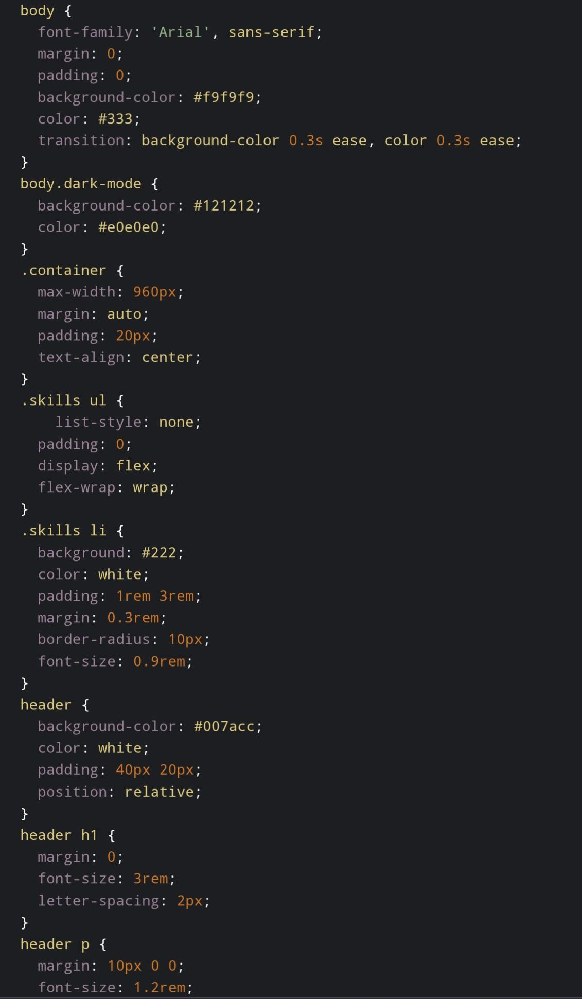 body {
  font-family: 'Arial', sans-serif;
  margin: 0;
  padding: 0;
  background-color: #f9f9f9;
  color: #333;
  transition: background-color 0.3s ease, color 0.3s ease;
}
body.dark-mode {
  background-color: #121212;
  color: #e0e0e0;
}
.container {
  max-width: 960px;
  margin: auto;
  padding: 20px;
  text-align: center;
}
.skills ul {
    list-style: none;
  padding: 0;
  display: flex;
  flex-wrap: wrap;
}
.skills li {
  background: #222;
  color: white;
  padding: 1rem 3rem;
  margin: 0.3rem;
  border-radius: 10px;
  font-size: 0.9rem;
}
header {
  background-color: #007acc;
  color: white;
  padding: 40px 20px;
  position: relative;
}
header h1 {
  margin: 0;
  font-size: 3rem;
  letter-spacing: 2px;
}
header p {
  margin: 10px 0 0;
  font-size: 1.2rem;